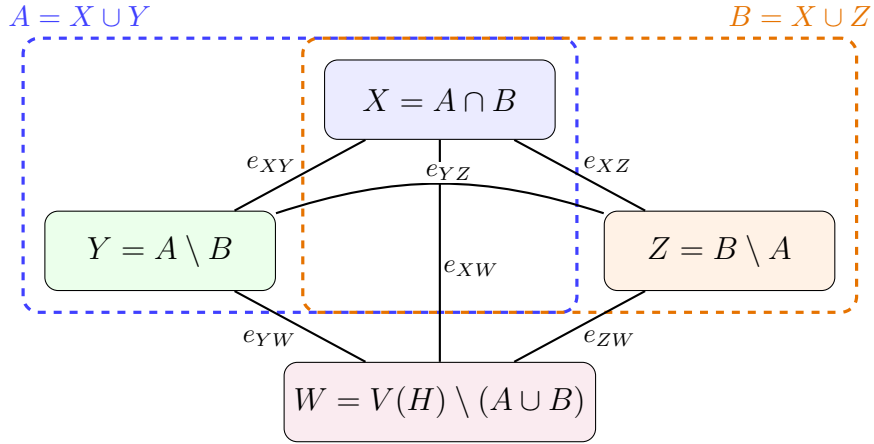 A = X ∪ Y
B = X ∪ Z
X = A ∩ B
e_{XY}
e_{YZ}
e_{XZ}
Y = A \ B
Z = B \ A
e_{XW}
e_{YW}
e_{ZW}
W = V(H) \ (A ∪ B)